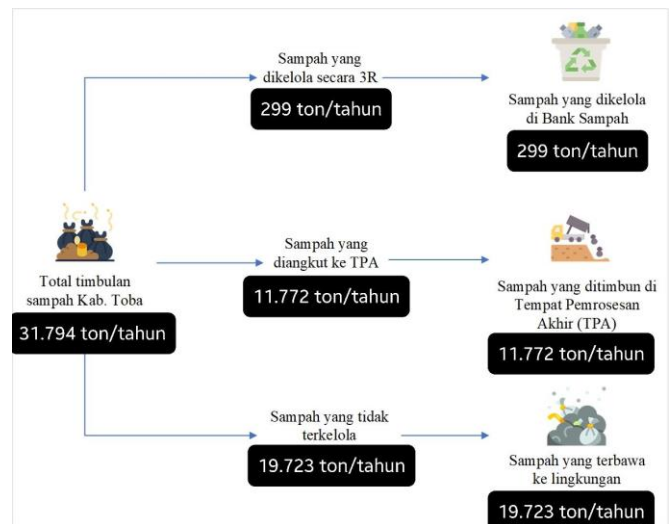 Sampah yang
dikelola secara 3R
299 ton/tahun
Sampah yang dikelola
di Bank Sampah
299 ton/tahun
Total timbulan
sampah Kab. Toba
31.794 ton/tahun
Sampah yang
diangkut ke TPA
11.772 ton/tahun
Sampah yang ditimbun di
Tempat Pemrosesan
Akhir (TPA)
11.772 ton/tahun
Sampah yang tidak
terkelola
19.723 ton/tahun
Sampah yang terbawa
ke lingkungan
19.723 ton/tahun